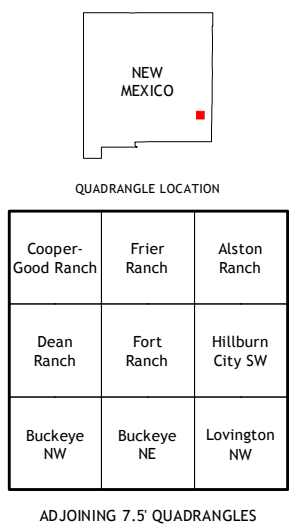 NEW
MEXICO
QUADRANGLE LOCATION
Cooper-
Good Ranch
Frier
Ranch
Alston
Ranch
Dean
Ranch
Fort
Ranch
Hillburn
City SW
Buckeye
NW
Buckeye
NE
Lovington
NW
ADJOINING 7.5' QUADRANGLES